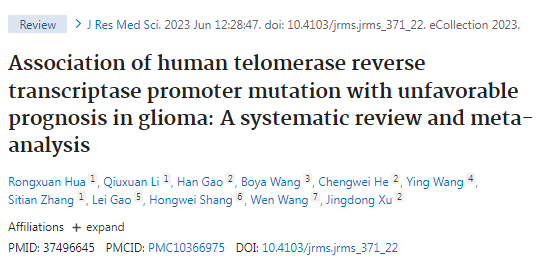 Review > J Res Med Sci. 2023 Jun 12:28:47. doi: 10.4103/jrms.jrms_371_22. eCollection 2023.
Association of human telomerase reverse
transcriptase promoter mutation with unfavorable
prognosis in glioma: A systematic review and meta-
analysis
Rongxuan Hua 1, Qiuxuan Li 1, Han Gao 2, Boya Wang 3, Chengwei He 2, Ying Wang 4,
Sitian Zhang 1, Lei Gao 5, Hongwei Shang 6, Wen Wang 7, Jingdong Xu 2
Affiliations + expand
PMID: 37496645 PMCID: PMC10366975 DOI: 10.4103/jrms.jrms_371_22